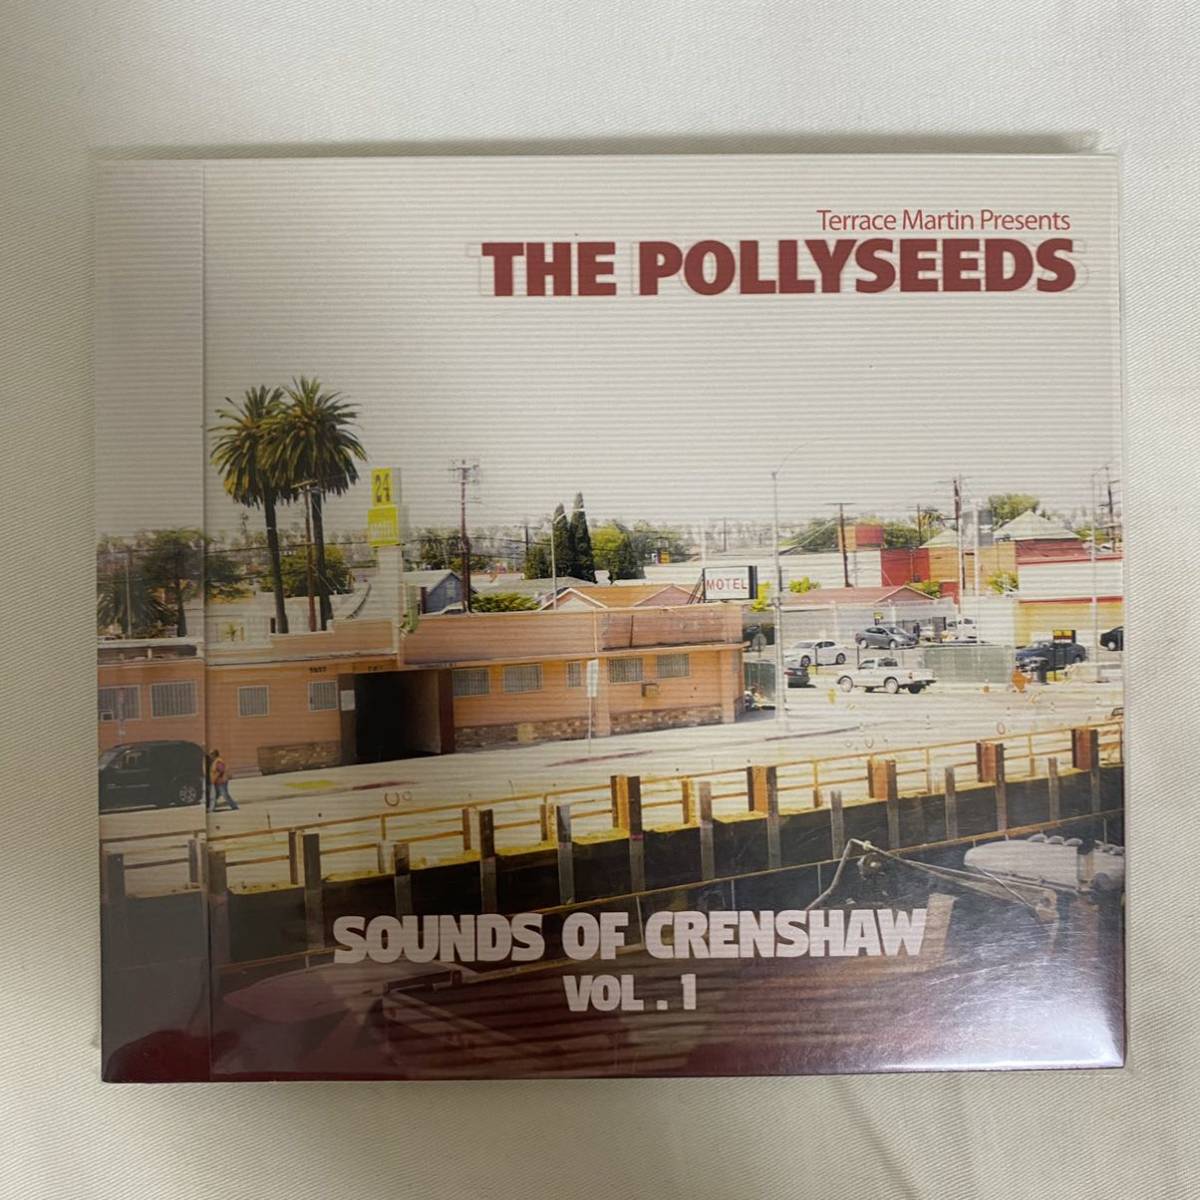 Terrace Martin Presents
THE POLLYSEEDS
24
MOTEL
SOUNDS OF CRENSHAW
VOL . 1